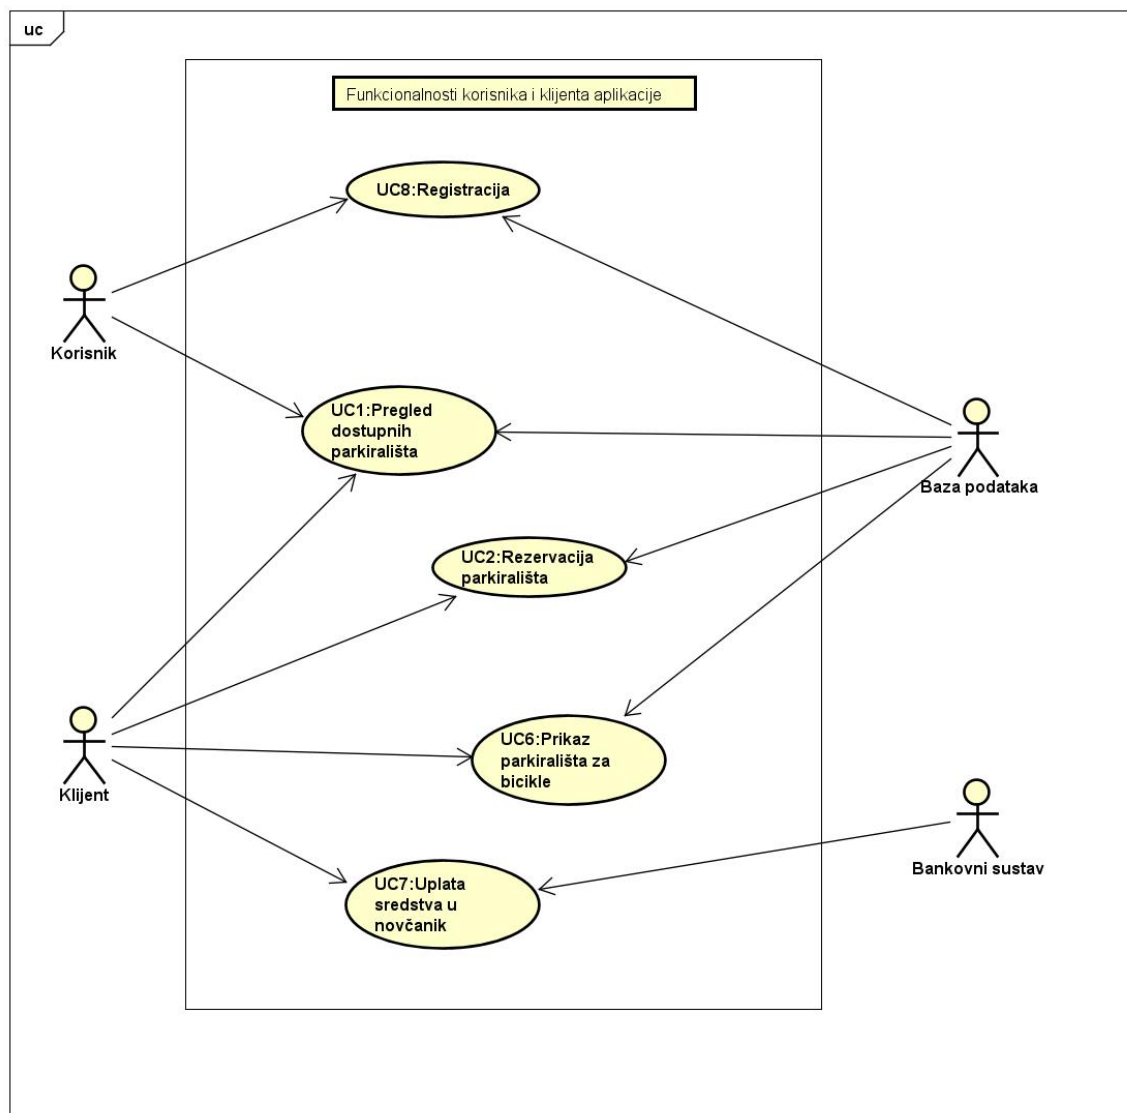 uc
Funkcionalnosti korisnika i klijenta aplikacije
UC8:Registracija
Korisnik
UC1:Pregled
dostupnih
parkirališta
Baza podataka
UC2:Rezervacija
parkirališta
UC6:Prikaz
parkirališta za
bicikle
Klijent
Bankovni sustav
UC7:Uplata
sredstva u
novčanik